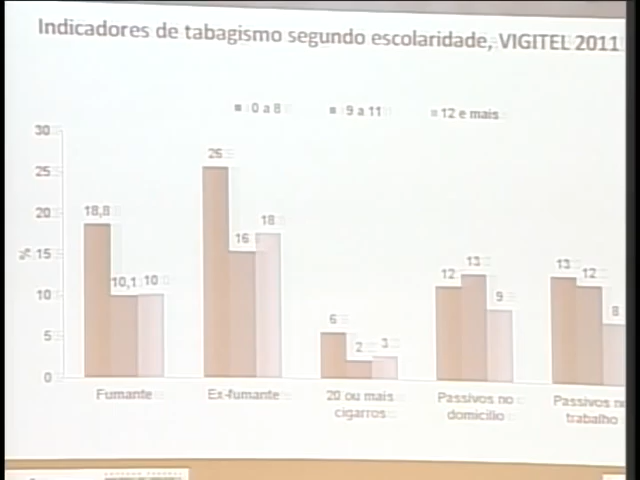 Indicadores de tabagismo segundo escolaridade, VIGITEL 2011
0 a 8 9 a 11 12 e mais
30
25
20
15
10
5
0
%
18,8 10,1 10
25 16 18
6 2 3
12 13 9
13 12 8
Fumante
Ex-fumante
20 ou mais
cigarros
Passivos no
domicílio
Passivos
trabalho